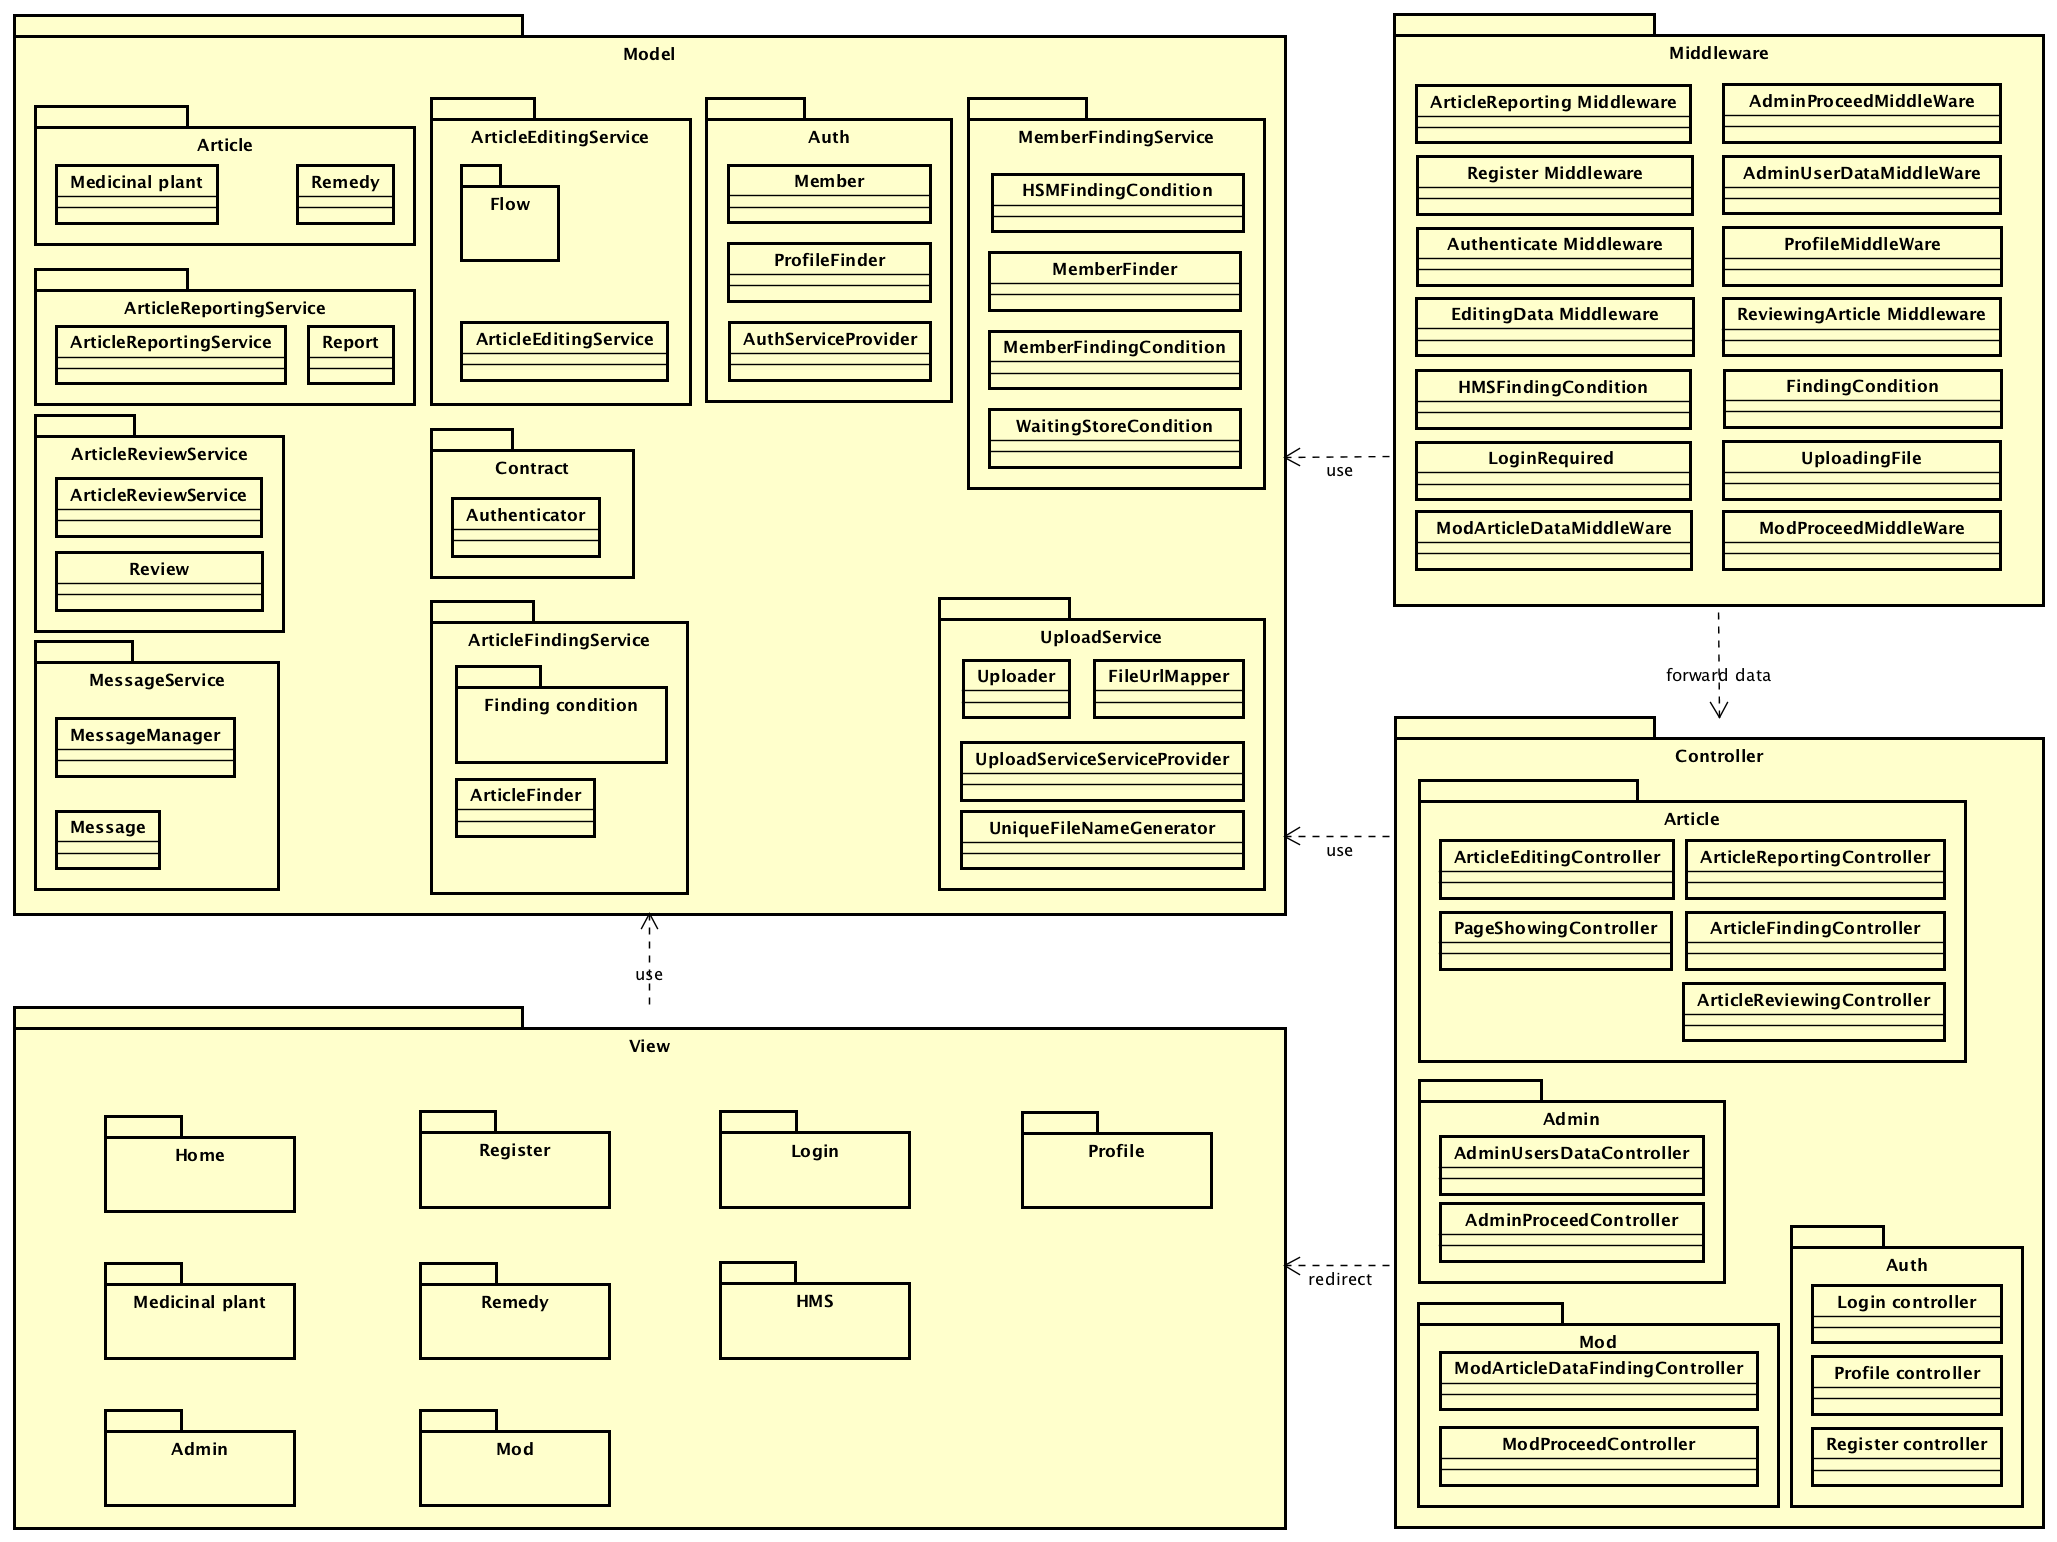 Model
Article
Medicinal plant
Remedy
ArticleReportingService
ArticleReportingService
Report
ArticleReviewService
ArticleReviewService
Review
MessageService
MessageManager
Message
ArticleEditingService
Flow
ArticleEditingService
Contract
Authenticator
ArticleFindingService
Finding condition
ArticleFinder
Auth
Member
ProfileFinder
AuthServiceProvider
MemberFindingService
HSMFindingCondition
MemberFinder
MemberFindingCondition
WaitingStoreCondition
UploadService
Uploader
FileUrlMapper
UploadServiceServiceProvider
UniqueFileNameGenerator
use
Middleware
ArticleReporting Middleware
AdminProceedMiddleWare
Register Middleware
AdminUserDataMiddleWare
Authenticate Middleware
ProfileMiddleWare
EditingData Middleware
ReviewingArticle Middleware
HMSFindingCondition
FindingCondition
LoginRequired
UploadingFile
ModArticleDataMiddleWare
ModProceedMiddleWare
forward data
use
Controller
Article
ArticleEditingController
ArticleReportingController
PageShowingController
ArticleFindingController
ArticleReviewingController
Admin
AdminUsersDataController
AdminProceedController
Mod
ModArticleDataFindingController
ModProceedController
Auth
Login controller
Profile controller
Register controller
redirect
use
View
Home
Register
Login
Profile
Medicinal plant
Remedy
HMS
Admin
Mod